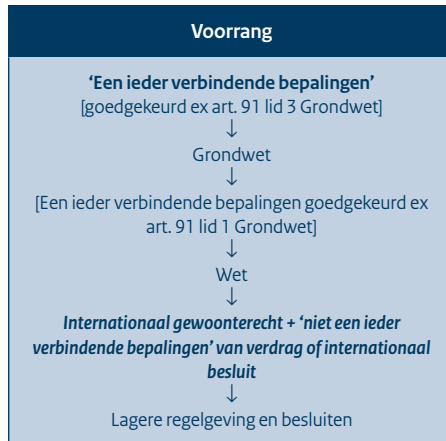 Voorrang
‘Een ieder verbindende bepalingen’
[goedgekeurd ex art. 91 lid 3 Grondwet]
↓
Grondwet
↓
[Een ieder verbindende bepalingen goedgekeurd ex
art. 91 lid 1 Grondwet]
↓
Wet
↓
Internationaal gewoonterecht + ‘niet een ieder
verbindende bepalingen’ van verdrag of internationaal
besluit
↓
Lagere regelgeving en besluiten